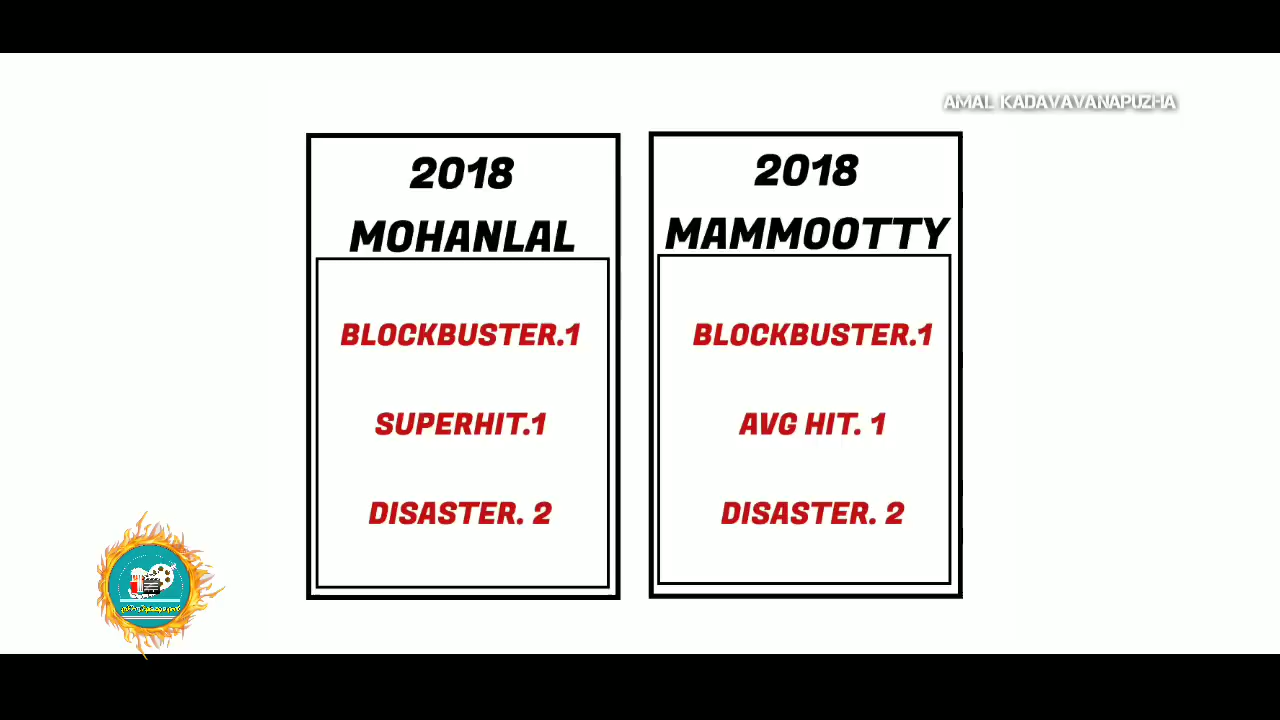 AMAL KADAVAVANAPUZHA
2018
MOHANLAL
BLOCKBUSTER.1
SUPERHIT.1
DISASTER. 2
2018
MAMMOOTTY
BLOCKBUSTER.1
AVG HIT. 1
DISASTER. 2